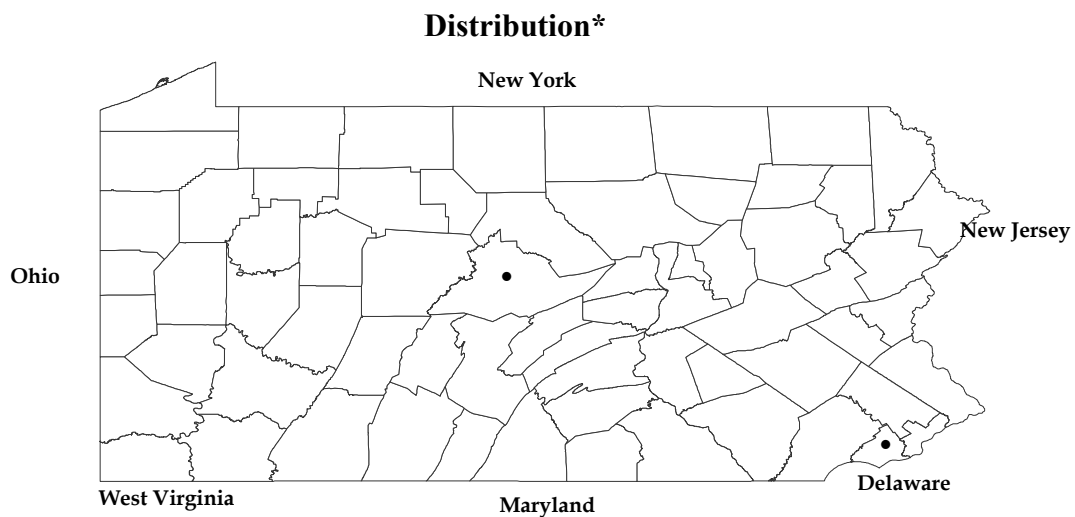 Distribution*
New York
New Jersey
Ohio
Delaware
West Virginia
Maryland